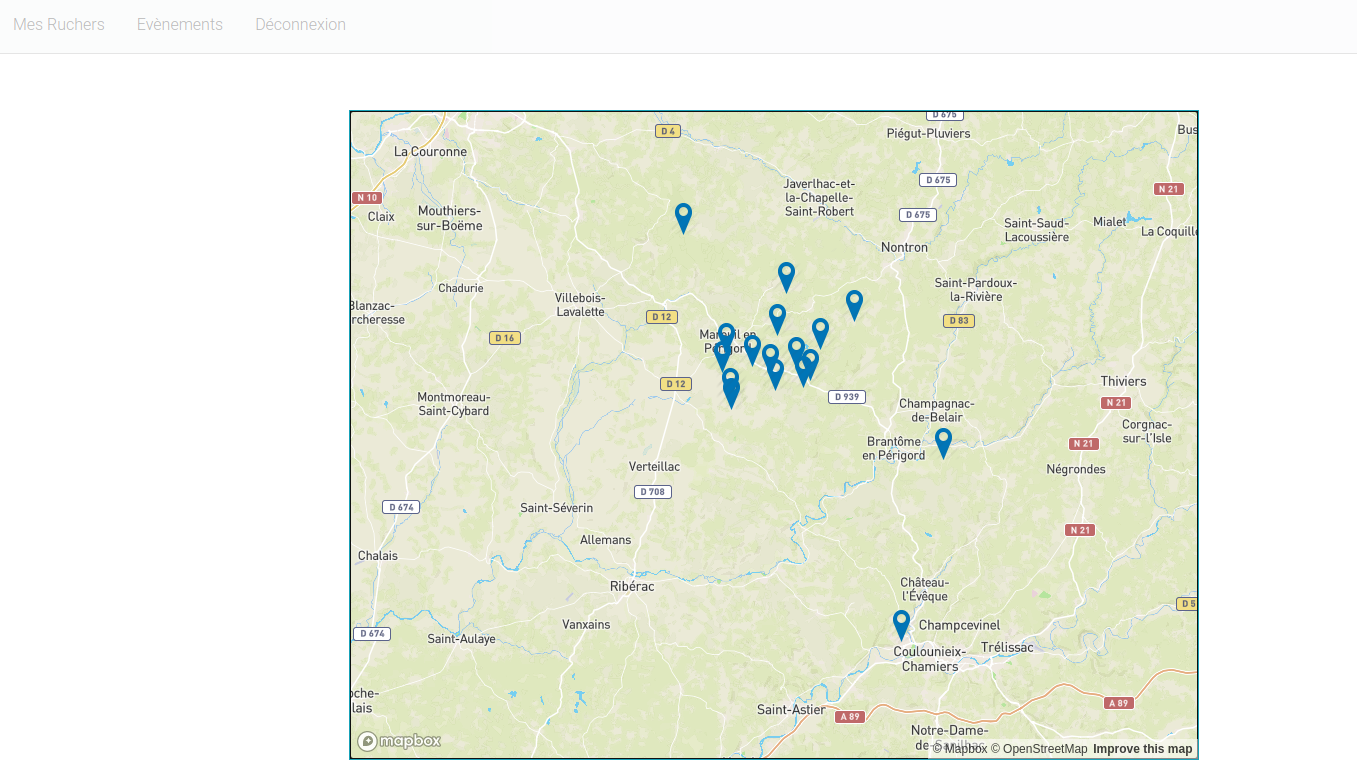 Mes Ruchers Evènements Déconnexion
D 675
D 4
Piégut-Pluviers
Bus
La Couronne
D 675
Javerlhac-et-
la-Chapelle-
Saint-Robert
N 21
N 10
Claix
Mouthiers-
sur-Boëme
D 675
Saint-Saud-
Lacoussière
Mialet
La Coquill
Nontron
Chadurie
Saint-Pardoux-
la-Rivière
Villebois-
Lavalette
Blanzac-
rcheresse
D 12
D 83
D 16
Mareuil en
Périgord
D 12
Thiviers
D 939
Montmoreau-
Saint-Cybard
Champagnac-
de-Belair
N 21
Corgnac-
sur-l'Isle
Brantôme
en Périgord
N 21
Verteillac
Négrondes
D 708
D 674
Saint-Séverin
N 21
Allemans
Chalais
Ribérac
Château-
l'Évêque
D 5
Vanxains
Champcevinel
D 674
Saint-Aulaye
Coulounieix-
Chamiers
Trélissac
oche-
lais
Saint-Astier
A 89
A 89
Notre-Dame-
de-Sanilhac
mapbox
© Mapbox © OpenStreetMap Improve this map